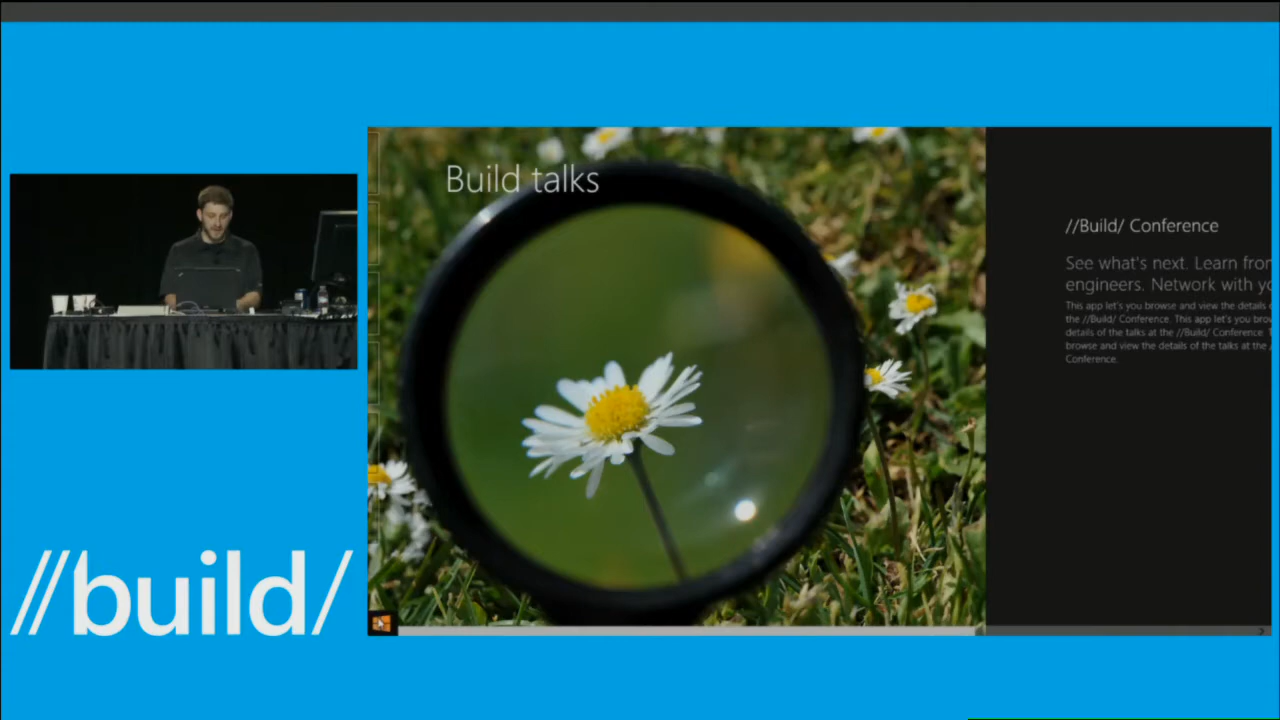 Build talks
//Build/ Conference
See what's next. Learn from
engineers. Network with yo
This app let's you browse and view the details o
the //Build/ Conference. This app let's you brow
details of the talks at the //Build/ Conference. T
browse and view the details of the talks at the /
Conference.
//build/